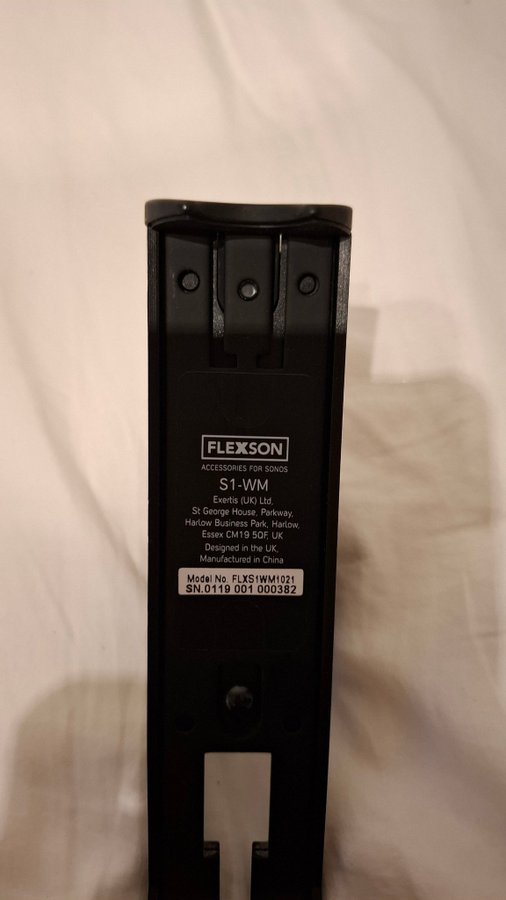 FLEXSON
ACCESSORIES FOR SONOS
S1-WM
Exertis (UK) Ltd.
St George House, Parkway,
Harlow Business Park, Harlow,
Essex CM19 5QF, UK
Designed in the UK,
Manufactured in China
Model No. FLXS1WM1021
SN.0119 001 000382